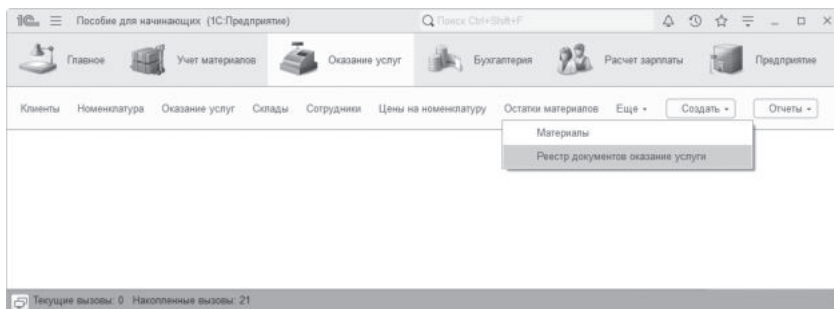 1С Пособие для начинающих (1С:Предприятие) Поиск Ctrl+Shift+F
Главное Учет материалов Оказание услуг Бухгалтерия Расчет зарплаты Предприятие
Клиенты Номенклатура Оказание услуг Склады Сотрудники Цены на номенклатуру Остатки материалов Еще Создать Отчеты
Материалы
Реестр документов оказание услуги
Текущие вызовы: 0 Накопленные вызовы: 21